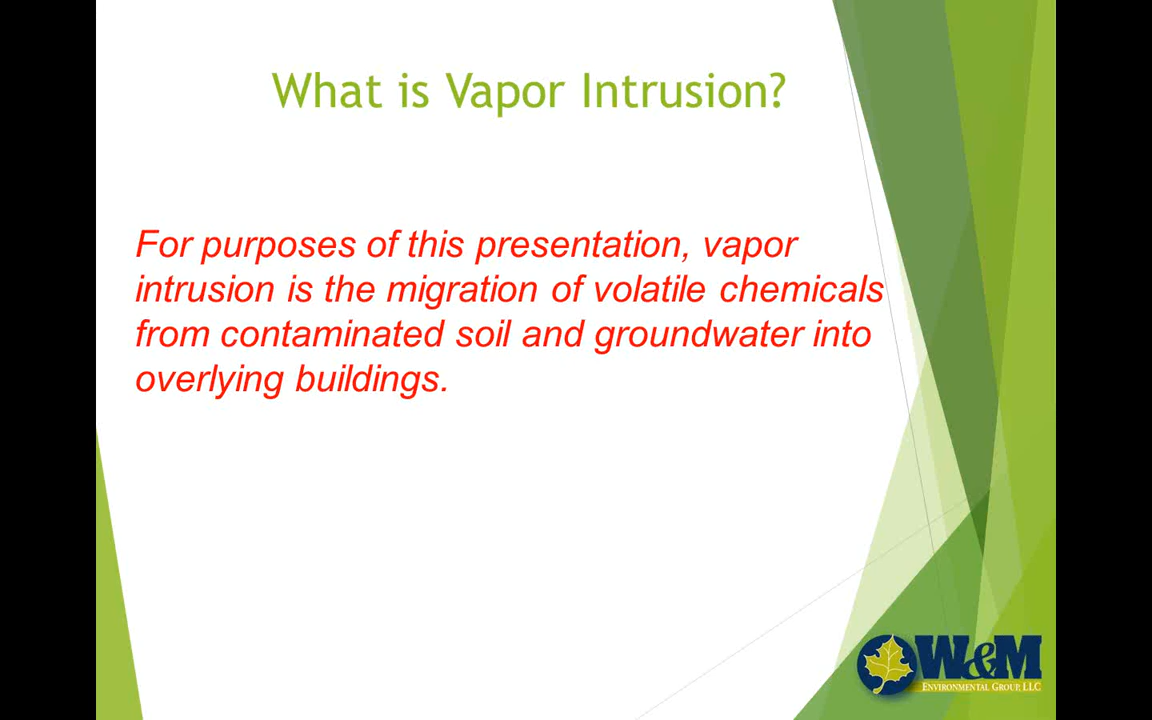 What is Vapor Intrusion?
For purposes of this presentation, vapor
intrusion is the migration of volatile chemicals
from contaminated soil and groundwater into
overlying buildings.
W&M
ENVIRONMENTAL GROUP, LLC